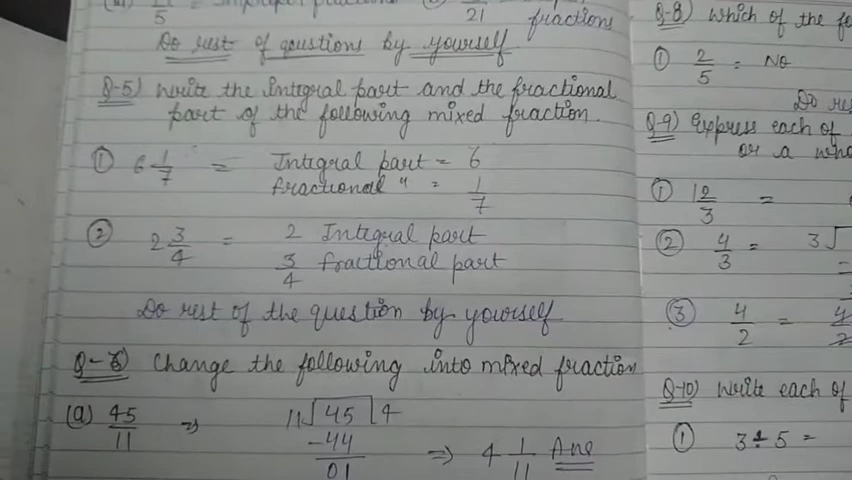 5
21
fractions
Do rest of qoustions by yourself
Q-5) Write the Integral part and the fractional
part of the following mixed fraction.
① 6 1/7 = Integral part = 6
fractional " = 1/7
② 2 3/4 = 2 Integral part
3/4 fractional part
Do rest of the question by yourself
Q-6) Change the following into mixed fraction
(a) 45/11 ⇒ 11 45 4
-44
01
⇒ 4 1/11 Ans
Q-8) Which of the
① 2/5 = No
Do
Q-9) Express each of
or a
① 12/3 =
② 4/3 = 3
③ 4/2 =
Q-10) Write each of
① 3÷5 =